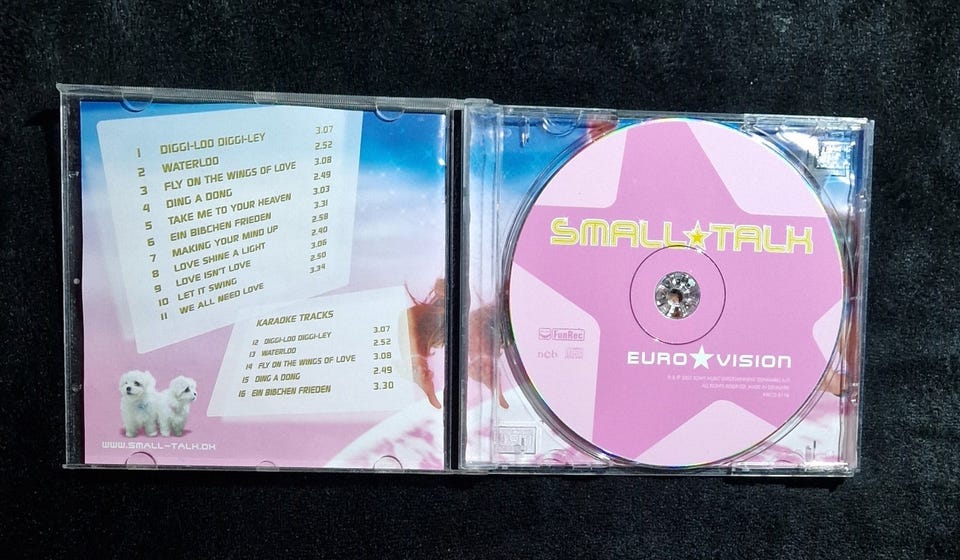 1 DIGGI-LOO DIGGI-LEY 3.07
2 WATERLOO 2.52
3 FLY ON THE WINGS OF LOVE 3.08
4 DING A DONG 2.49
5 TAKE ME TO YOUR HEAVEN 3.03
6 EIN BIßCHEN FRIEDEN 3.31
7 MAKING YOUR MIND UP 2.58
8 LOVE SHINE A LIGHT 2.40
9 LOVE ISN'T LOVE 3.06
10 LET IT SWING 2.50
11 WE ALL NEED LOVE 3.34
KARAOKE TRACKS
12 DIGGI-LOO DIGGI-LEY 3.07
13 WATERLOO 2.52
14 FLY ON THE WINGS OF LOVE 3.08
15 DING A DONG 2.49
16 EIN BIßCHEN FRIEDEN 3.30
WWW.SMALL-TALK.DK
SMALL★TALK
FunRec
ncb
EURO★VISION
ALL RIGHTS RESERVED. MADE IN DENMARK